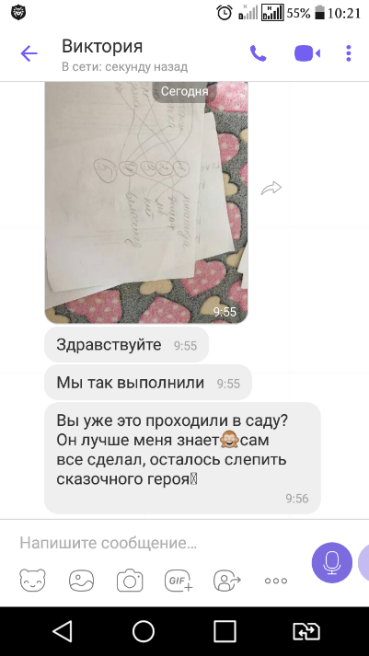 55% 10:21
Виктория
В сети: секунду назад
Сегодня
9:55
Здравствуйте 9:55
Мы так выполнили 9:55
Вы уже это проходили в саду?
Он лучше меня знает🙈сам
все сделал, осталось слепить
сказочного героя
9:56
Напишите сообщение...
GIF